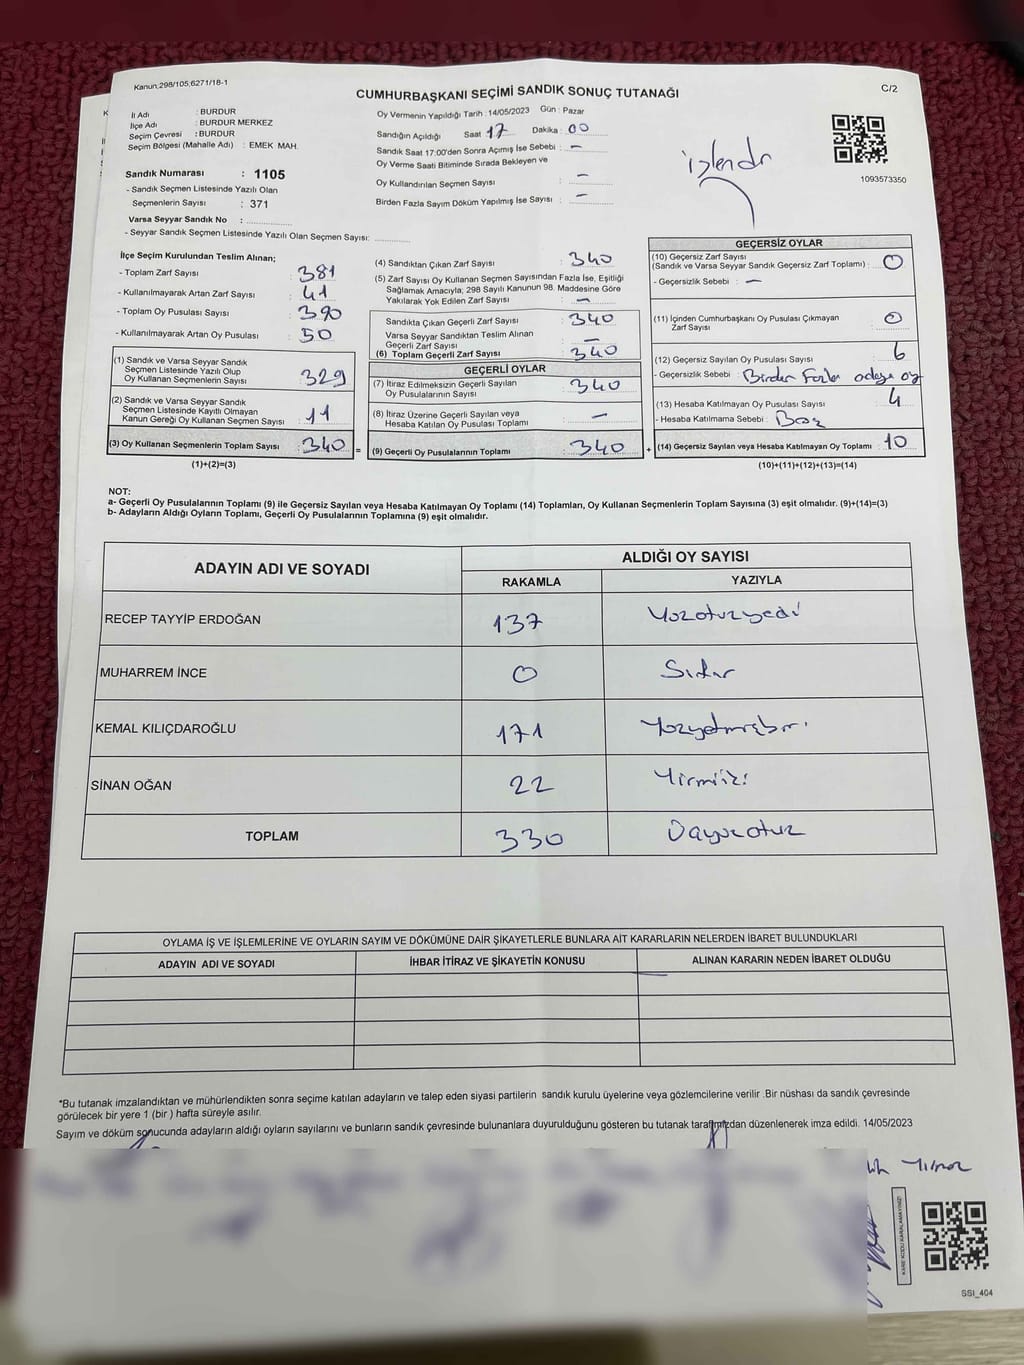 Kanun,298/105,6271/18-1
C/2
CUMHURBAŞKANI SEÇİMİ SANDIK SONUÇ TUTANAĞI
İl Adı : BURDUR
İlçe Adı : BURDUR MERKEZ
Seçim Çevresi : BURDUR
Seçim Bölgesi (Mahalle Adı) : EMEK MAH.
Sandık Numarası : 1105
- Sandık Seçmen Listesinde Yazılı Olan
Seçmenlerin Sayısı : 371
Varsa Seyyar Sandık No :
- Seyyar Sandık Seçmen Listesinde Yazılı Olan Seçmen Sayısı:
Oy Vermenin Yapıldığı Tarih : 14/05/2023 Gün : Pazar
Sandığın Açıldığı Saat 17 Dakika : 00
Sandık Saat 17:00'den Sonra Açımış İse Sebebi : -
Oy Verme Saati Bitiminde Sırada Bekleyen ve
Oy Kullandırılan Seçmen Sayısı : -
Birden Fazla Sayım Döküm Yapılmış İse Sayısı : -
işlendi
1093573350
İlçe Seçim Kurulundan Teslim Alınan;
- Toplam Zarf Sayısı : 381
- Kullanılmayarak Artan Zarf Sayısı : 41
- Toplam Oy Pusulası Sayısı : 390
- Kullanılmayarak Artan Oy Pusulası : 50
(1) Sandık ve Varsa Seyyar Sandık
Seçmen Listesinde Yazılı Olup
Oy Kullanan Seçmenlerin Sayısı : 329
(2) Sandık ve Varsa Seyyar Sandık
Seçmen Listesinde Kayıtlı Olmayan
Kanun Gereği Oy Kullanan Seçmen Sayısı : 11
(3) Oy Kullanan Seçmenlerin Toplam Sayısı : 340
(1)+(2)=(3)
(4) Sandıktan Çıkan Zarf Sayısı : 340
(5) Zarf Sayısı Oy Kullanan Seçmen Sayısından Fazla İse, Eşitliği
Sağlamak Amacıyla; 298 Sayılı Kanunun 98. Maddesine Göre
Yakılarak Yok Edilen Zarf Sayısı : -
Sandıkta Çıkan Geçerli Zarf Sayısı : 340
Varsa Seyyar Sandıktan Teslim Alınan
Geçerli Zarf Sayısı : -
(6) Toplam Geçerli Zarf Sayısı : 340
GEÇERLİ OYLAR
(7) İtiraz Edilmeksizin Geçerli Sayılan
Oy Pusulalarının Sayısı : 340
(8) İtiraz Üzerine Geçerli Sayılan veya
Hesaba Katılan Oy Pusulası Toplamı : -
= (9) Geçerli Oy Pusulalarının Toplamı : 340
GEÇERSİZ OYLAR
(10) Geçersiz Zarf Sayısı
(Sandık ve Varsa Seyyar Sandık Geçersiz Zarf Toplamı) : 0
- Geçersizlik Sebebi : -
(11) İçinden Cumhurbaşkanı Oy Pusulası Çıkmayan
Zarf Sayısı : 0
(12) Geçersiz Sayılan Oy Pusulası Sayısı : 6
- Geçersizlik Sebebi : Birden Fazla adaya oy
(13) Hesaba Katılmayan Oy Pusulası Sayısı : 4
- Hesaba Katılmama Sebebi : Boş
+ (14) Geçersiz Sayılan veya Hesaba Katılmayan Oy Toplamı : 10
(10)+(11)+(12)+(13)=(14)
NOT:
a- Geçerli Oy Pusulalarının Toplamı (9) ile Geçersiz Sayılan veya Hesaba Katılmayan Oy Toplamı (14) Toplamları, Oy Kullanan Seçmenlerin Toplam Sayısına (3) eşit olmalıdır. (9)+(14)=(3)
b- Adayların Aldığı Oyların Toplamı, Geçerli Oy Pusulalarının Toplamına (9) eşit olmalıdır.
ADAYIN ADI VE SOYADI ALDIĞI OY SAYISI
RAKAMLA YAZIYLA
RECEP TAYYİP ERDOĞAN 137 Yüzotuzyedi
MUHARREM İNCE 0 Sıfır
KEMAL KILIÇDAROĞLU 171 Yüzyetmişbir
SİNAN OĞAN 22 Yirmiiki
TOPLAM 330 Üçyüzotuz
OYLAMA İŞ VE İŞLEMLERİNE VE OYLARIN SAYIM VE DÖKÜMÜNE DAİR ŞİKAYETLERLE BUNLARA AİT KARARLARIN NELERDEN İBARET BULUNDUKLARI
ADAYIN ADI VE SOYADI İHBAR İTİRAZ VE ŞİKAYETİN KONUSU ALINAN KARARIN NEDEN İBARET OLDUĞU
*Bu tutanak imzalandıktan ve mühürlendikten sonra seçime katılan adayların ve talep eden siyasi partilerin sandık kurulu üyelerine veya gözlemcilerine verilir .Bir nüshası da sandık çevresinde
görülecek bir yere 1 (bir ) hafta süreyle asılır.
Sayım ve döküm sonucunda adayların aldığı oyların sayılarını ve bunların sandık çevresinde bulunanlara duyurulduğunu gösteren bu tutanak tarafımızdan düzenlenerek imza edildi. 14/05/2023
KARE KODU KARALAMAYINIZ!
SSI_404